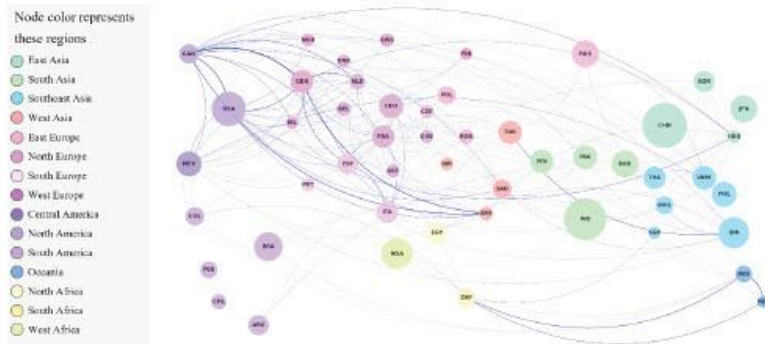 Node color represents
these regions
East Asia
South Asia
Southeast Asia
West Asia
East Europe
North Europe
South Europe
West Europe
Central America
North America
South America
Oceania
North Africa
South Africa
West Africa
CAN
USA
MEX
GBR
NLD
RUS
KOR
JPN
HKG
CHN
POL
DEU
FRA
ESP
ITA
PRT
BEL
TUR
SAU
PAK
BGD
THA
VNM
PHL
MYS
SGP
IDN
IND
EGY
NGA
ZAF
AUS
COL
BRA
PER
CHL
ARG